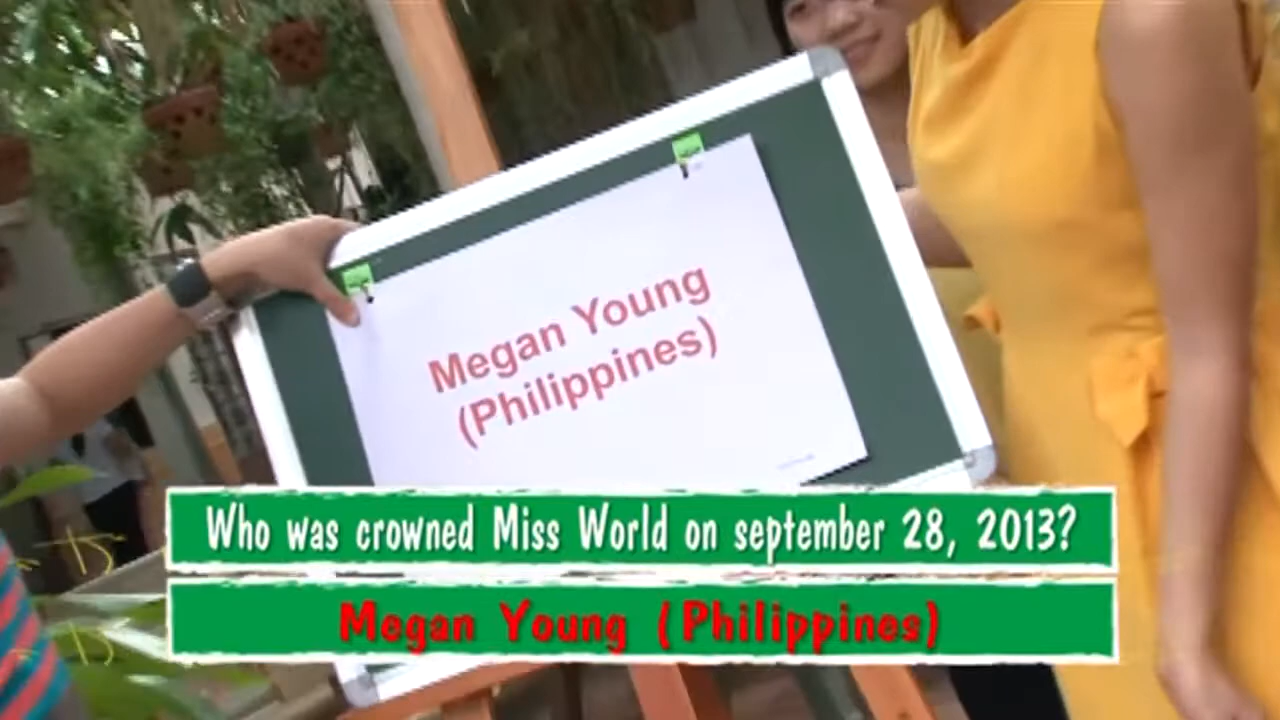 Megan Young
(Philippines)
Who was crowned Miss World on september 28, 2013?
Megan Young (Philippines)